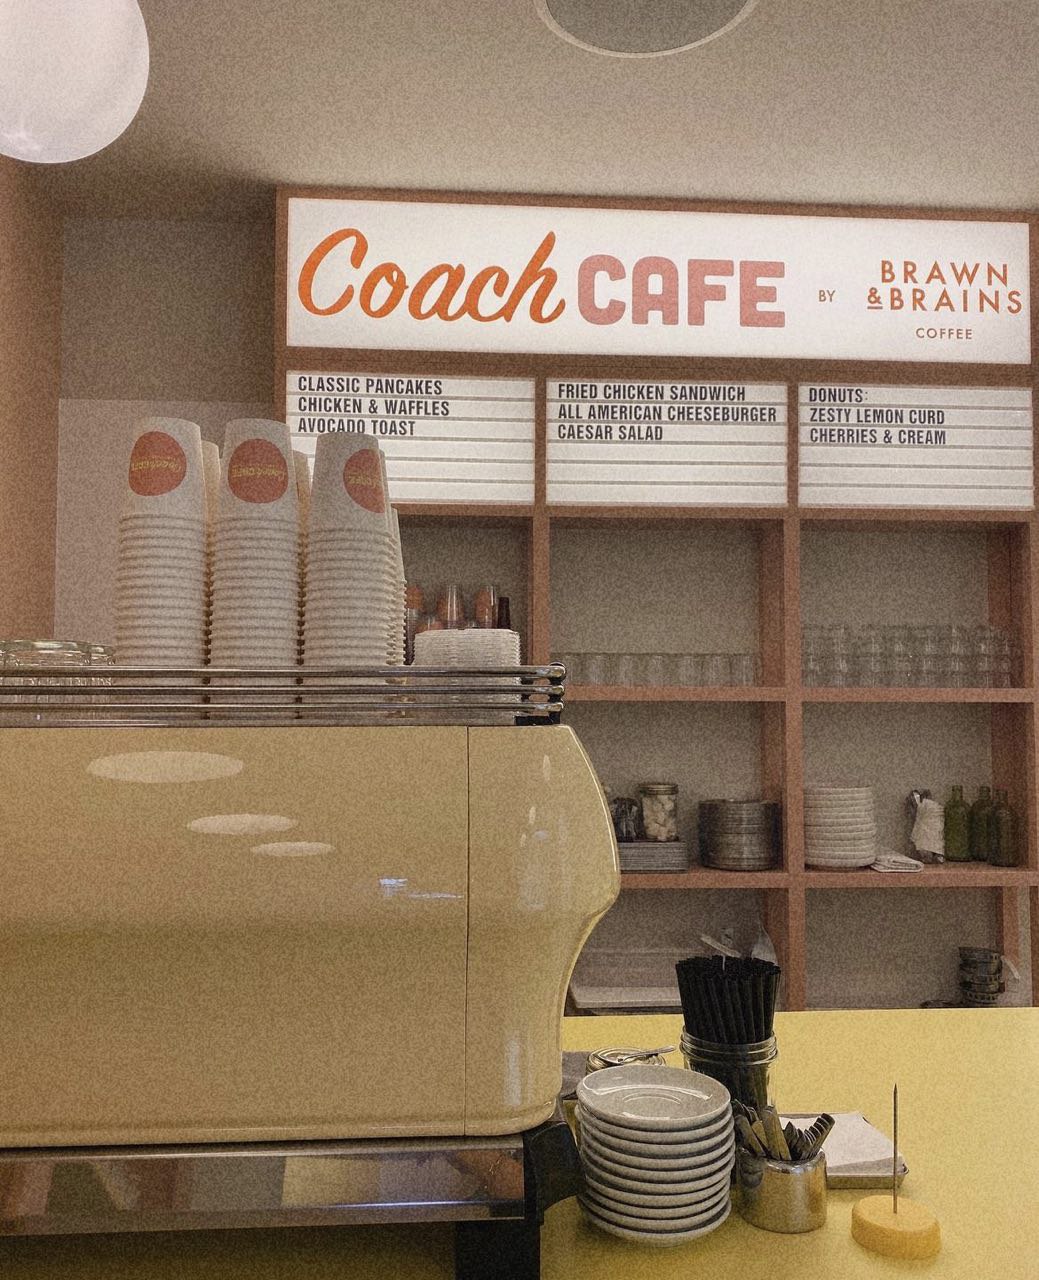 Coach CAFE BY BRAWN
& BRAINS
COFFEE
CLASSIC PANCAKES
CHICKEN & WAFFLES
AVOCADO TOAST
FRIED CHICKEN SANDWICH
ALL AMERICAN CHEESEBURGER
CAESAR SALAD
DONUTS:
ZESTY LEMON CURD
CHERRIES & CREAM